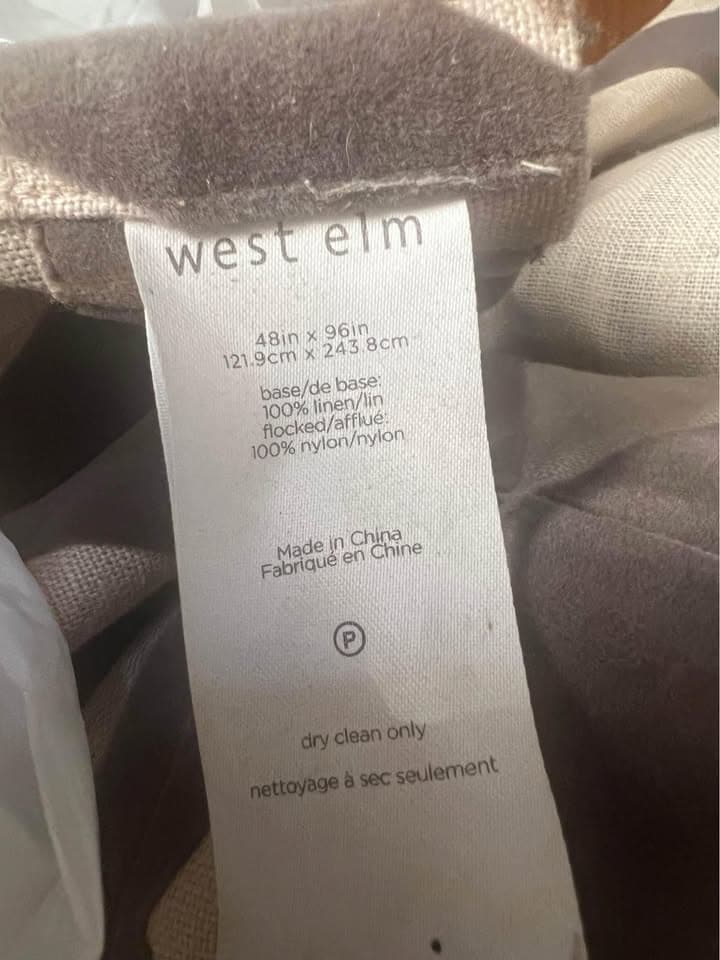 west elm
48in x 96in
121.9cm x 243.8cm
base/de base:
100% linen/lin
flocked/afflué:
100% nylon/nylon
Made in China
Fabriqué en Chine
P
dry clean only
nettoyage à sec seulement